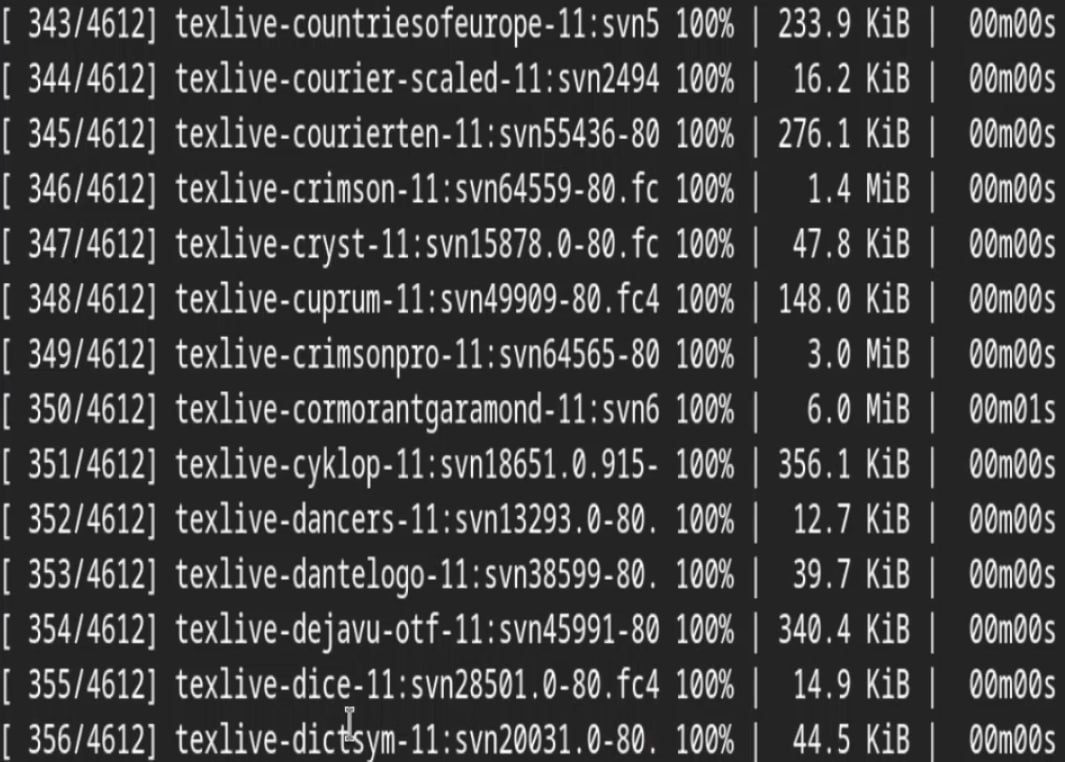 [ 343/4612] texlive-countriesofeurope-11:svn5 100% | 233.9 KiB | 00m00s
[ 344/4612] texlive-courier-scaled-11:svn2494 100% | 16.2 KiB | 00m00s
[ 345/4612] texlive-courierten-11:svn55436-80 100% | 276.1 KiB | 00m00s
[ 346/4612] texlive-crimson-11:svn64559-80.fc 100% | 1.4 MiB | 00m00s
[ 347/4612] texlive-cryst-11:svn15878.0-80.fc 100% | 47.8 KiB | 00m00s
[ 348/4612] texlive-cuprum-11:svn49909-80.fc4 100% | 148.0 KiB | 00m00s
[ 349/4612] texlive-crimsonpro-11:svn64565-80 100% | 3.0 MiB | 00m00s
[ 350/4612] texlive-cormorantgaramond-11:svn6 100% | 6.0 MiB | 00m01s
[ 351/4612] texlive-cyklop-11:svn18651.0.915- 100% | 356.1 KiB | 00m00s
[ 352/4612] texlive-dancers-11:svn13293.0-80. 100% | 12.7 KiB | 00m00s
[ 353/4612] texlive-dantelogo-11:svn38599-80. 100% | 39.7 KiB | 00m00s
[ 354/4612] texlive-dejavu-otf-11:svn45991-80 100% | 340.4 KiB | 00m00s
[ 355/4612] texlive-dice-11:svn28501.0-80.fc4 100% | 14.9 KiB | 00m00s
[ 356/4612] texlive-dictsym-11:svn20031.0-80. 100% | 44.5 KiB | 00m00s